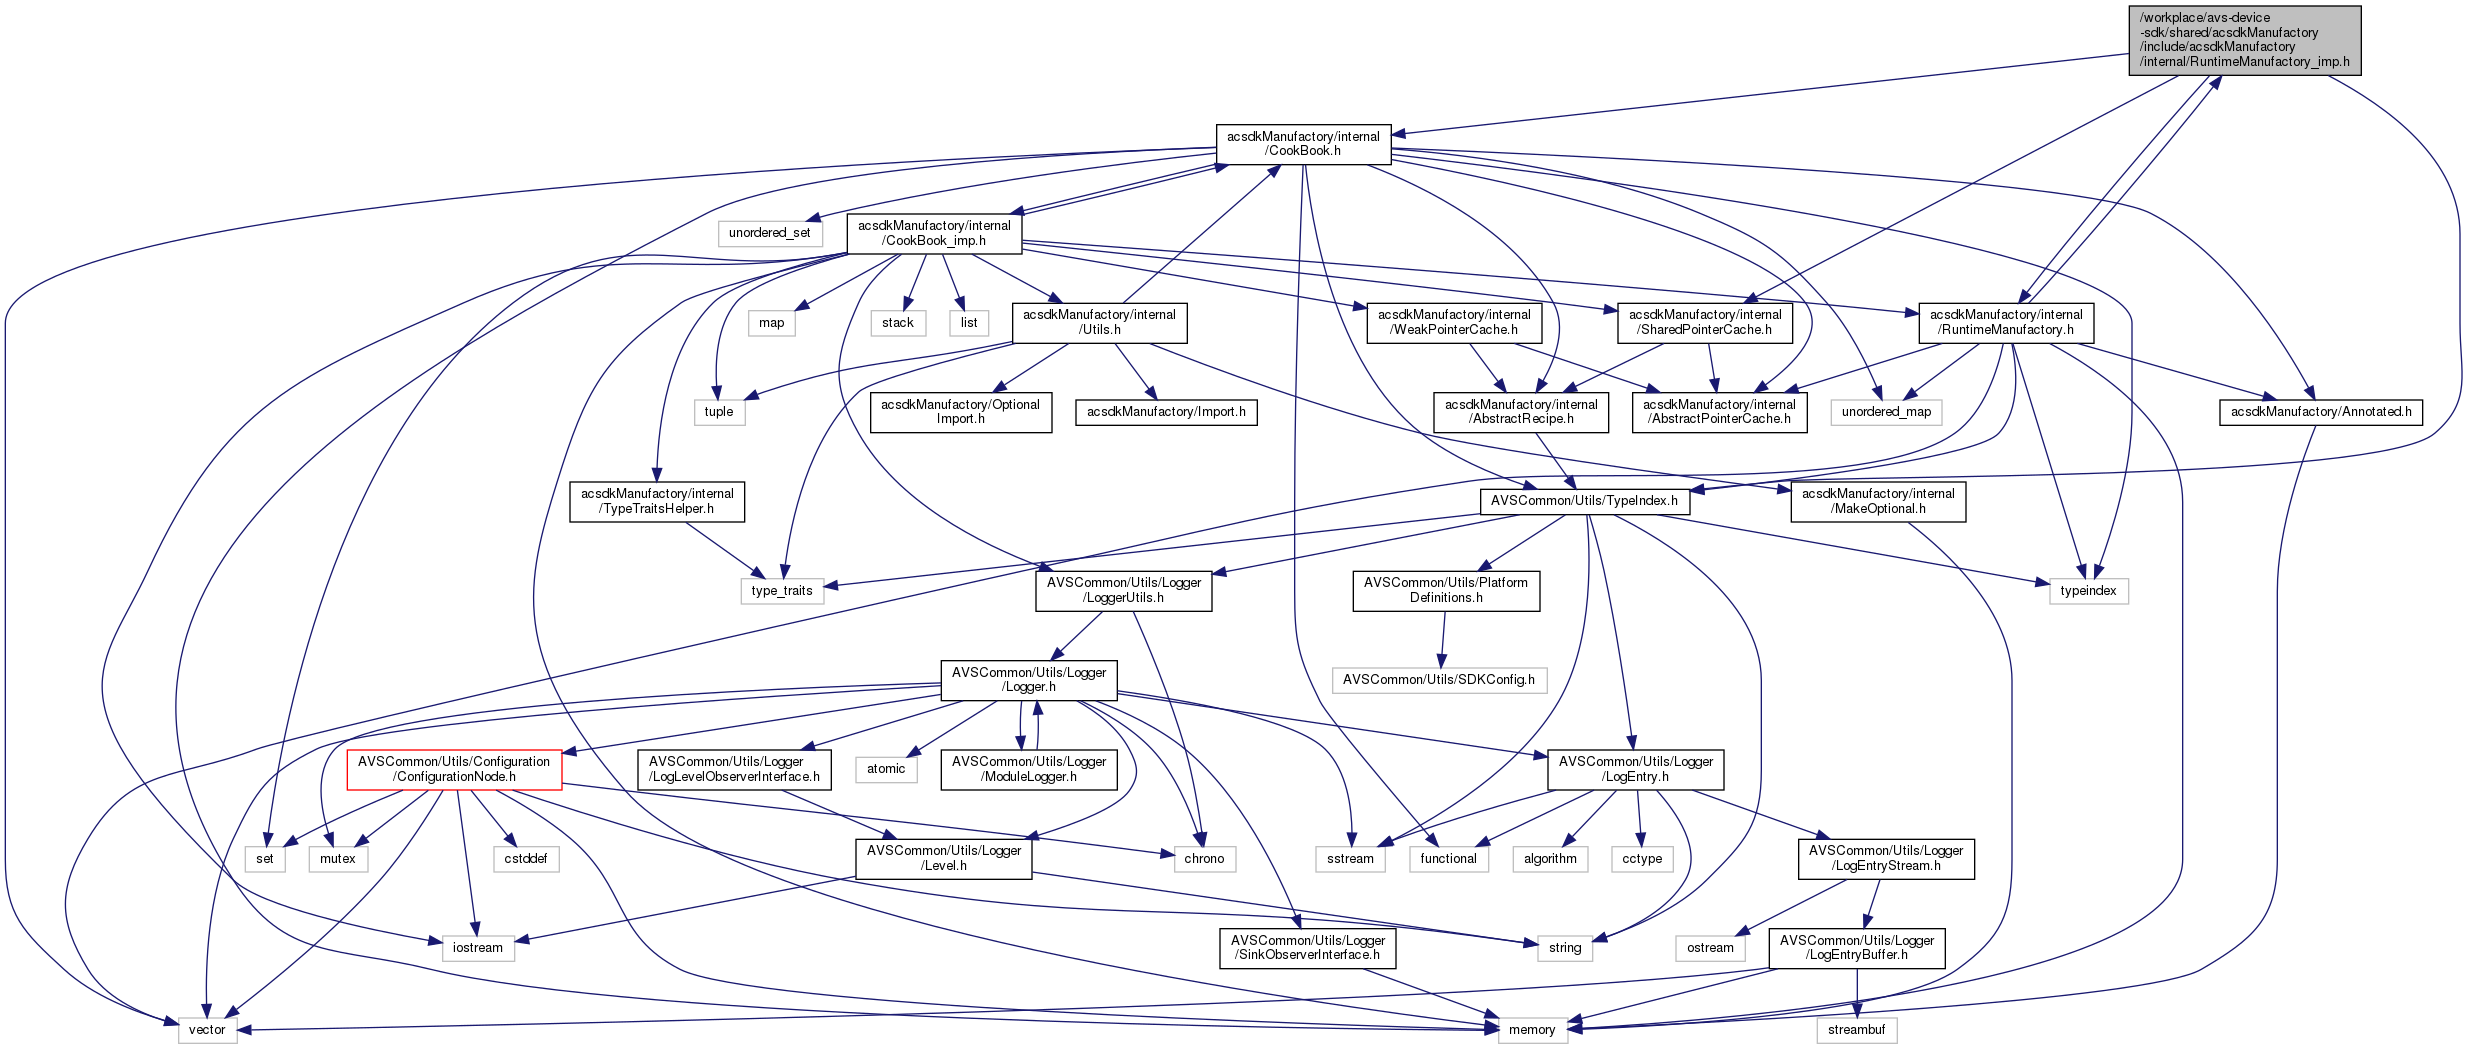 /workplace/avs-device
-sdk/shared/acsdkManufactory
/include/acsdkManufactory
/internal/RuntimeManufactory_imp.h
acsdkManufactory/internal
/CookBook.h
unordered_set
acsdkManufactory/internal
/CookBook_imp.h
map
stack
list
acsdkManufactory/internal
/Utils.h
acsdkManufactory/internal
/WeakPointerCache.h
acsdkManufactory/internal
/SharedPointerCache.h
acsdkManufactory/internal
/RuntimeManufactory.h
tuple
acsdkManufactory/Optional
Import.h
acsdkManufactory/Import.h
acsdkManufactory/internal
/AbstractRecipe.h
acsdkManufactory/internal
/AbstractPointerCache.h
unordered_map
acsdkManufactory/Annotated.h
acsdkManufactory/internal
/TypeTraitsHelper.h
AVSCommon/Utils/TypeIndex.h
acsdkManufactory/internal
/MakeOptional.h
type_traits
AVSCommon/Utils/Logger
/LoggerUtils.h
AVSCommon/Utils/Platform
Definitions.h
typeindex
AVSCommon/Utils/Logger
/Logger.h
AVSCommon/Utils/SDKConfig.h
AVSCommon/Utils/Configuration
/ConfigurationNode.h
AVSCommon/Utils/Logger
/LogLevelObserverInterface.h
atomic
AVSCommon/Utils/Logger
/ModuleLogger.h
AVSCommon/Utils/Logger
/LogEntry.h
set
mutex
cstddef
AVSCommon/Utils/Logger
/Level.h
chrono
sstream
functional
algorithm
cctype
AVSCommon/Utils/Logger
/LogEntryStream.h
iostream
AVSCommon/Utils/Logger
/SinkObserverInterface.h
string
ostream
AVSCommon/Utils/Logger
/LogEntryBuffer.h
vector
memory
streambuf